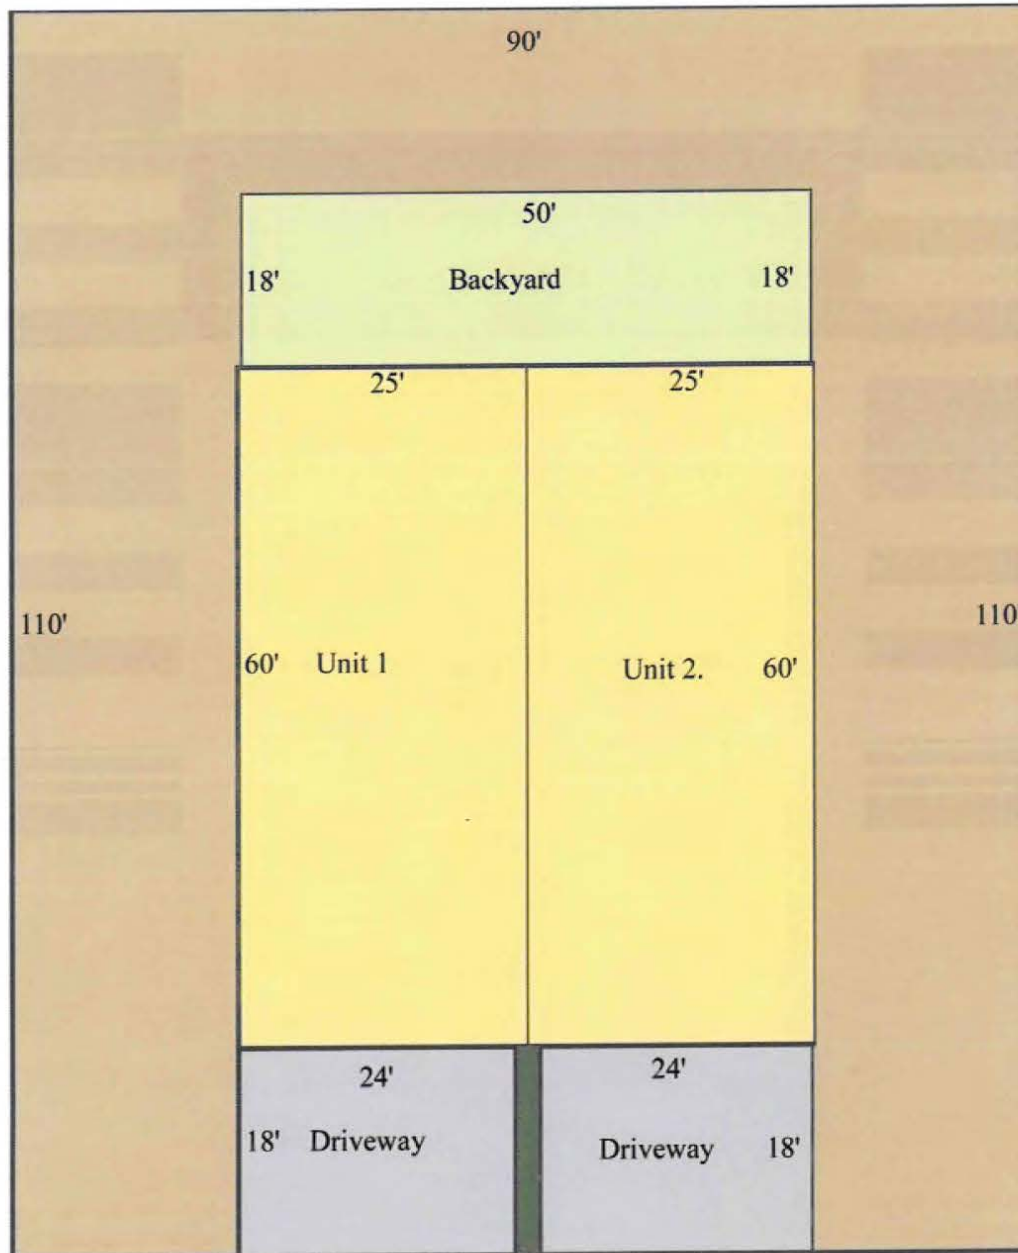 90'
50'
18' Backyard 18'
25' 25'
110' 110
60' Unit 1 Unit 2. 60'
24' 24'
18' Driveway Driveway 18'